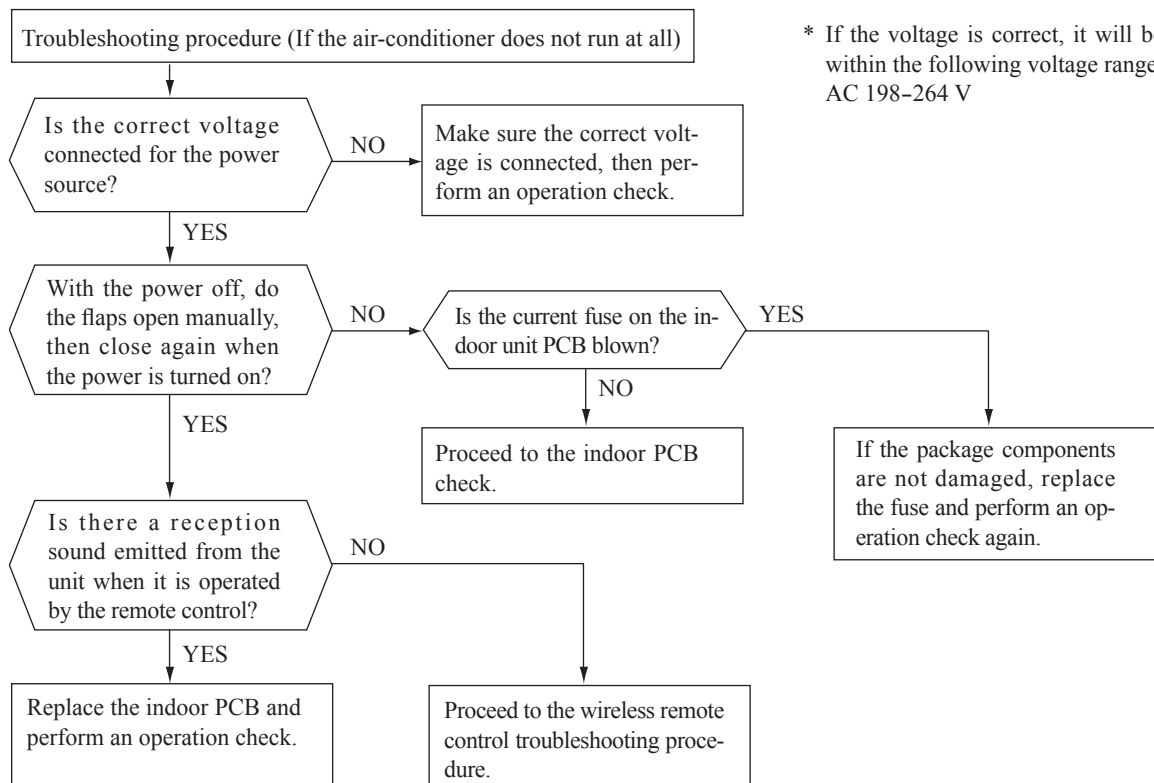 Troubleshooting procedure (If the air-conditioner does not run at all)
* If the voltage is correct, it will be
within the following voltage range
AC 198–264 V
Is the correct voltage
connected for the power
source?
NO
Make sure the correct volt-
age is connected, then per-
form an operation check.
YES
With the power off, do
the flaps open manually,
then close again when
the power is turned on?
NO
Is the current fuse on the in-
door unit PCB blown?
YES
NO
YES
Proceed to the indoor PCB
check.
If the package components
are not damaged, replace
the fuse and perform an op-
eration check again.
Is there a reception
sound emitted from the
unit when it is operated
by the remote control?
NO
YES
Replace the indoor PCB and
perform an operation check.
Proceed to the wireless remote
control troubleshooting proce-
dure.